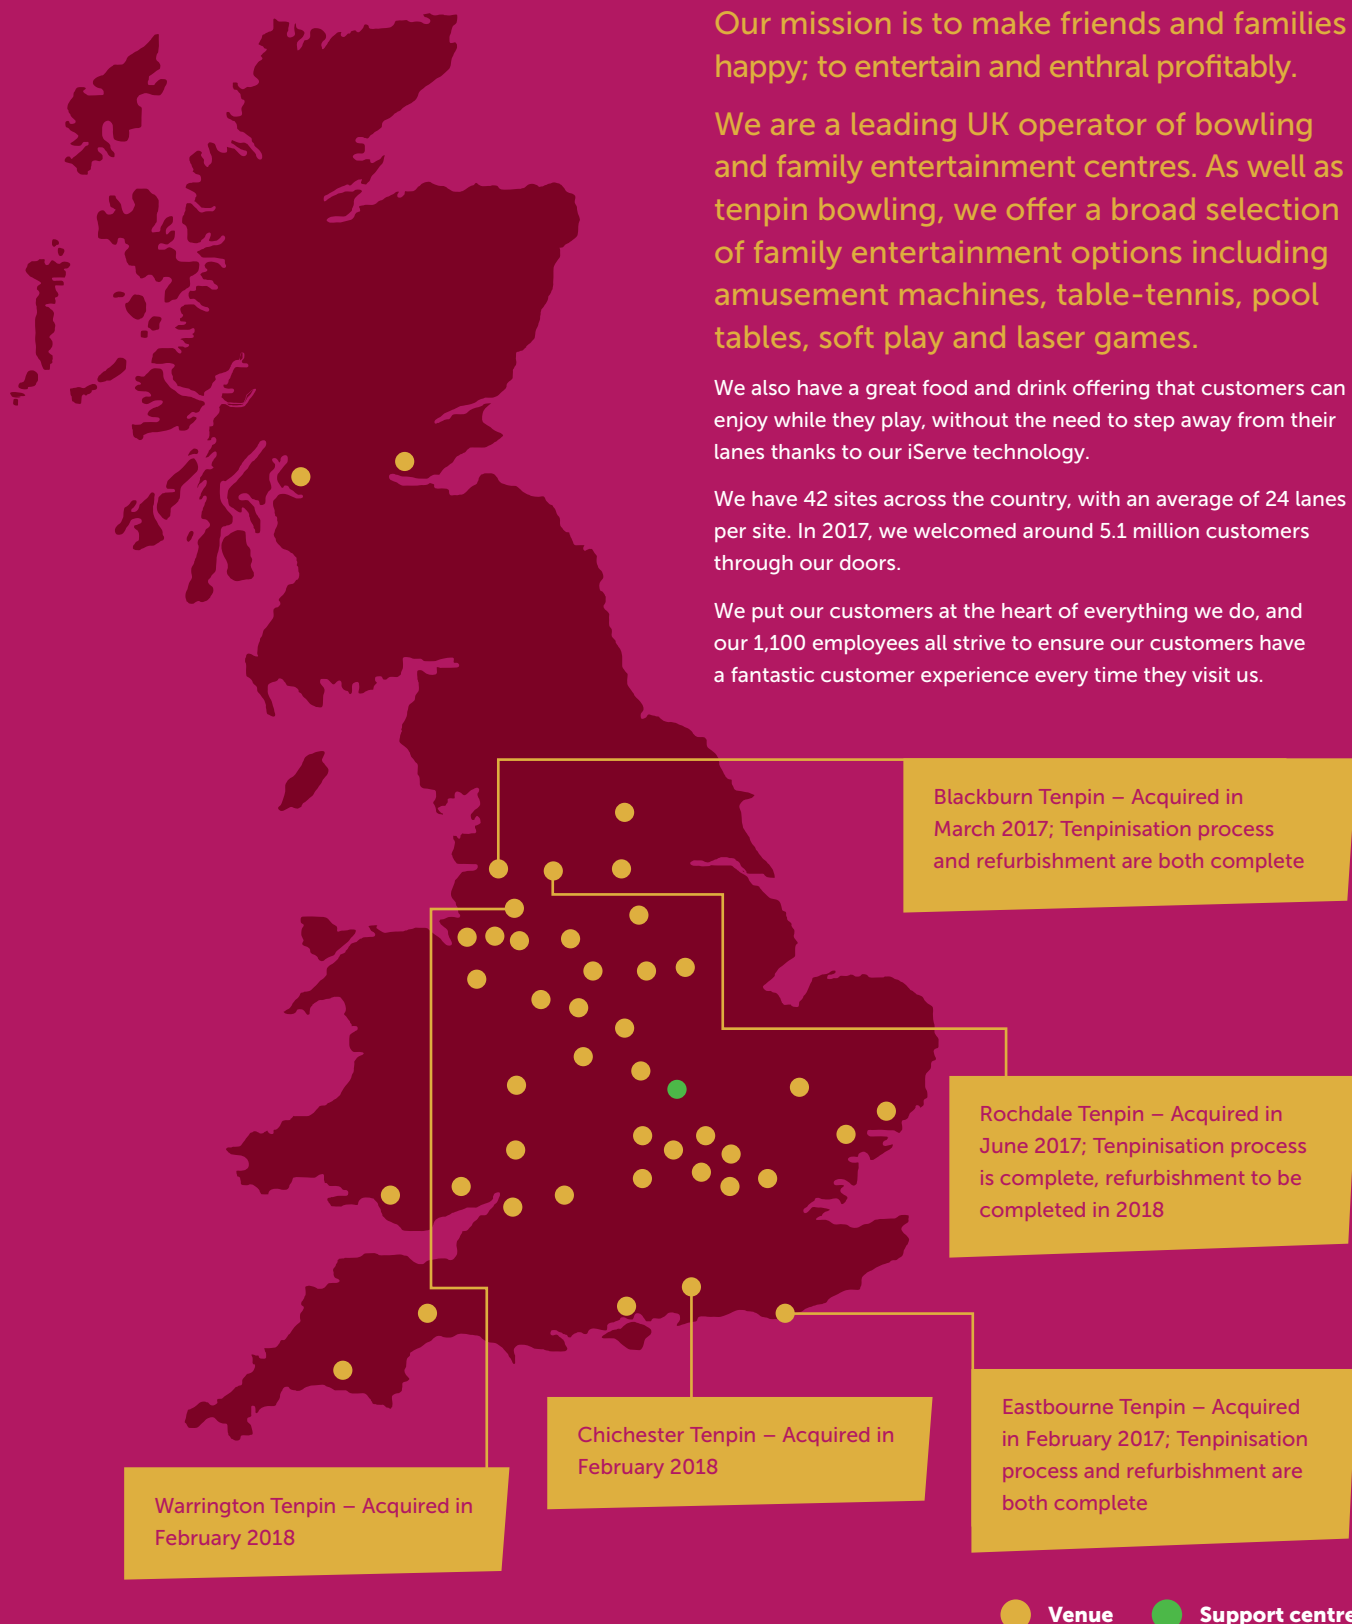 Our mission is to make friends and families
happy; to entertain and enthral profitably.
We are a leading UK operator of bowling
and family entertainment centres. As well as
tenpin bowling, we offer a broad selection
of family entertainment options including
amusement machines, table-tennis, pool
tables, soft play and laser games.
We also have a great food and drink offering that customers can
enjoy while they play, without the need to step away from their
lanes thanks to our iServe technology.
We have 42 sites across the country, with an average of 24 lanes
per site. In 2017, we welcomed around 5.1 million customers
through our doors.
We put our customers at the heart of everything we do, and
our 1,100 employees all strive to ensure our customers have
a fantastic customer experience every time they visit us.
Blackburn Tenpin – Acquired in
March 2017; Tenpinisation process
and refurbishment are both complete
Rochdale Tenpin – Acquired in
June 2017; Tenpinisation process
is complete, refurbishment to be
completed in 2018
Eastbourne Tenpin – Acquired
in February 2017; Tenpinisation
process and refurbishment are
both complete
Chichester Tenpin – Acquired in
February 2018
Warrington Tenpin – Acquired in
February 2018
Venue
Support centre